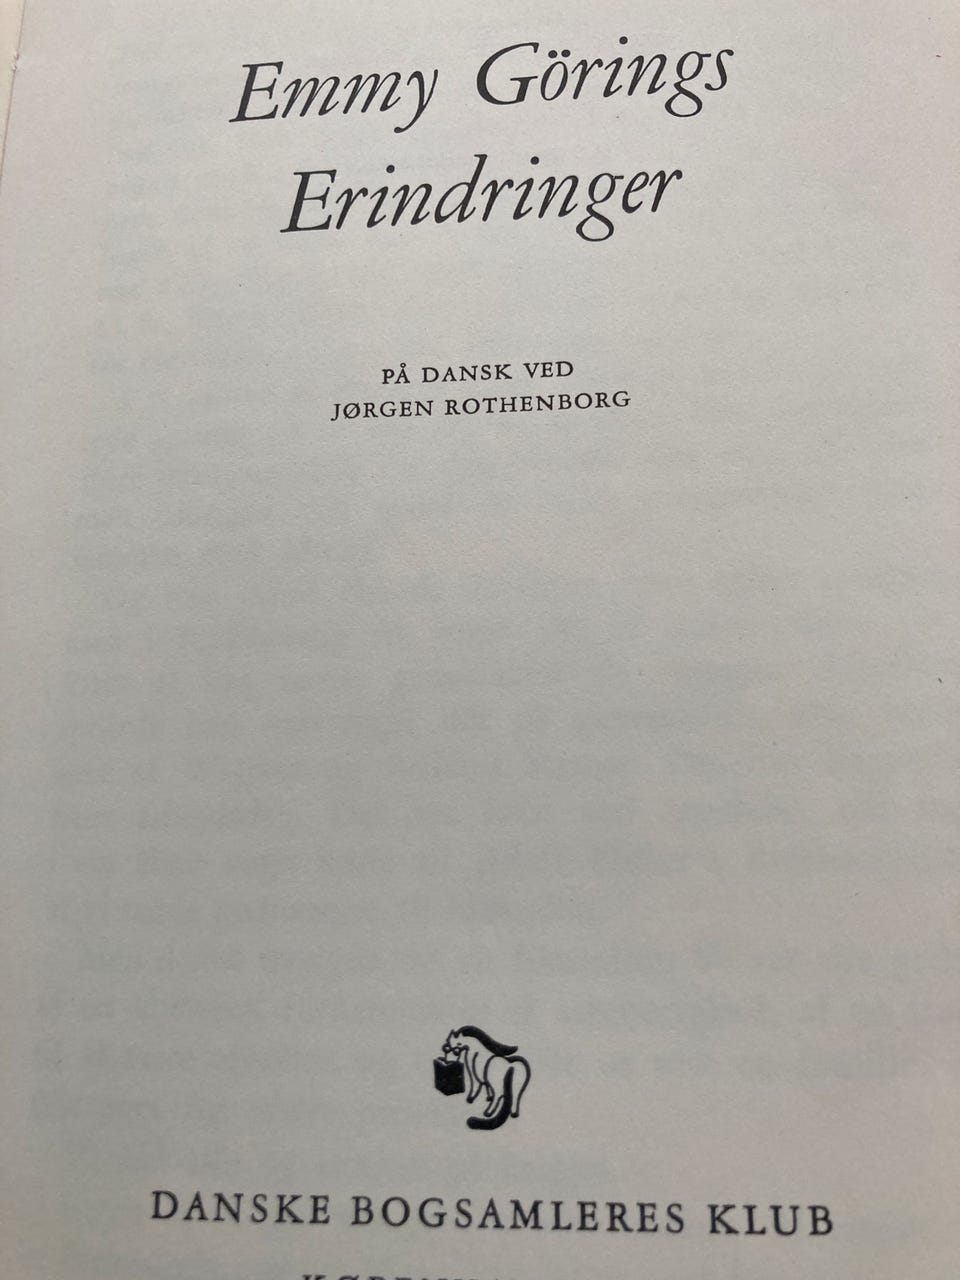 Emmy Görings
Erindringer
PÅ DANSK VED
JØRGEN ROTHENBORG
DANSKE BOGSAMLERES KLUB